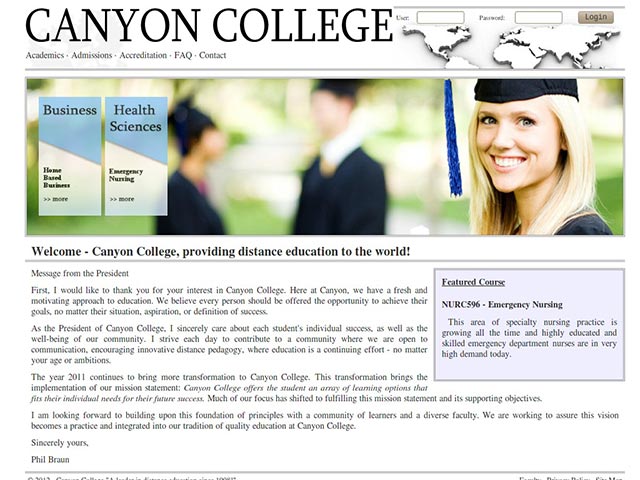 CANYON COLLEGE
User:
Password:
Login
Academics · Admissions · Accreditation · FAQ · Contact
Business
Home
Based
Business
>> more
Health
Sciences
Emergency
Nursing
>> more
Welcome - Canyon College, providing distance education to the world!
Message from the President
First, I would like to thank you for your interest in Canyon College. Here at Canyon, we have a fresh and
motivating approach to education. We believe every person should be offered the opportunity to achieve their
goals, no matter their situation, aspiration, or definition of success.
As the President of Canyon College, I sincerely care about each student's individual success, as well as the
well-being of our community. I strive each day to contribute to a community where we are open to
communication, encouraging innovative distance pedagogy, where education is a continuing effort - no matter
your age or ambitions.
The year 2011 continues to bring more transformation to Canyon College. This transformation brings the
implementation of our mission statement: Canyon College offers the student an array of learning options that
fits their individual needs for their future success. Much of our focus has shifted to fulfilling this mission statement and its supporting objectives.
I am looking forward to building upon this foundation of principles with a community of learners and a diverse faculty. We are working to assure this vision
becomes a practice and integrated into our tradition of quality education at Canyon College.
Sincerely yours,
Phil Braun
Featured Course
NURC596 - Emergency Nursing
This area of specialty nursing practice is
growing all the time and highly educated and
skilled emergency department nurses are in very
high demand today.
© 2012 - Canyon College "A leader in distance education since 1998!"
Faculty · Privacy Policy · Site Map